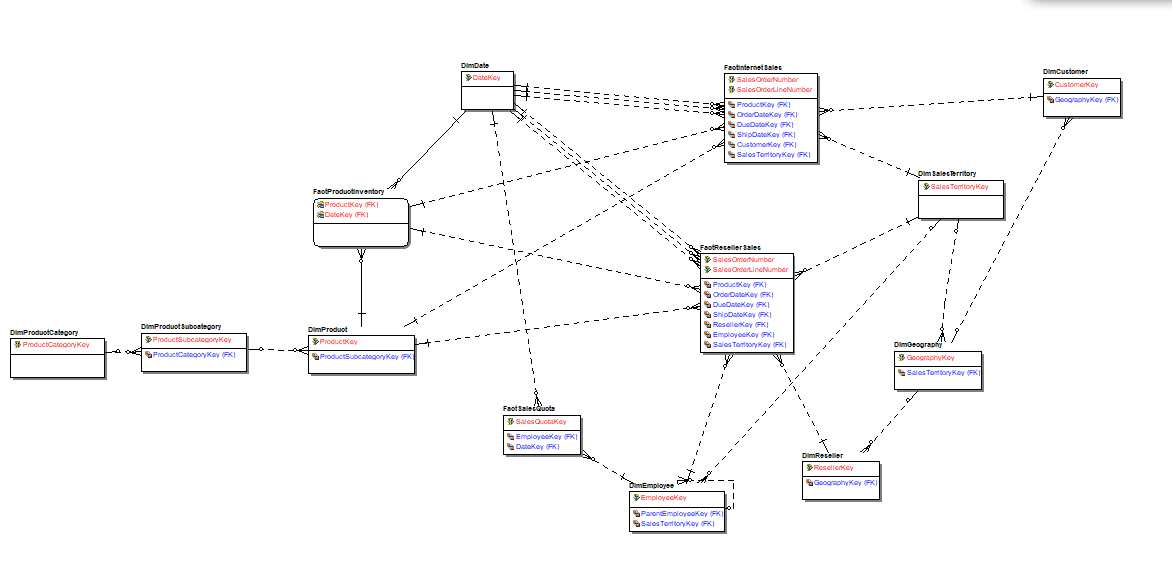 DimDate
DateKey
FactInternetSales
SalesOrderNumber
SalesOrderLineNumber
ProductKey (FK)
OrderDateKey (FK)
DueDateKey (FK)
ShipDateKey (FK)
CustomerKey (FK)
SalesTerritoryKey (FK)
DimCustomer
CustomerKey
GeographyKey (FK)
DimSalesTerritory
SalesTerritoryKey
FactProductInventory
ProductKey (FK)
DateKey (FK)
FactResellerSales
SalesOrderNumber
SalesOrderLineNumber
ProductKey (FK)
OrderDateKey (FK)
DueDateKey (FK)
ShipDateKey (FK)
ResellerKey (FK)
EmployeeKey (FK)
SalesTerritoryKey (FK)
DimProductCategory
ProductCategoryKey
DimProductSubcategory
ProductSubcategoryKey
ProductCategoryKey (FK)
DimProduct
ProductKey
ProductSubcategoryKey (FK)
DimGeography
GeographyKey
SalesTerritoryKey (FK)
FactSalesQuota
SalesQuotaKey
EmployeeKey (FK)
DateKey (FK)
DimReseller
ResellerKey
GeographyKey (FK)
DimEmployee
EmployeeKey
ParentEmployeeKey (FK)
SalesTerritoryKey (FK)